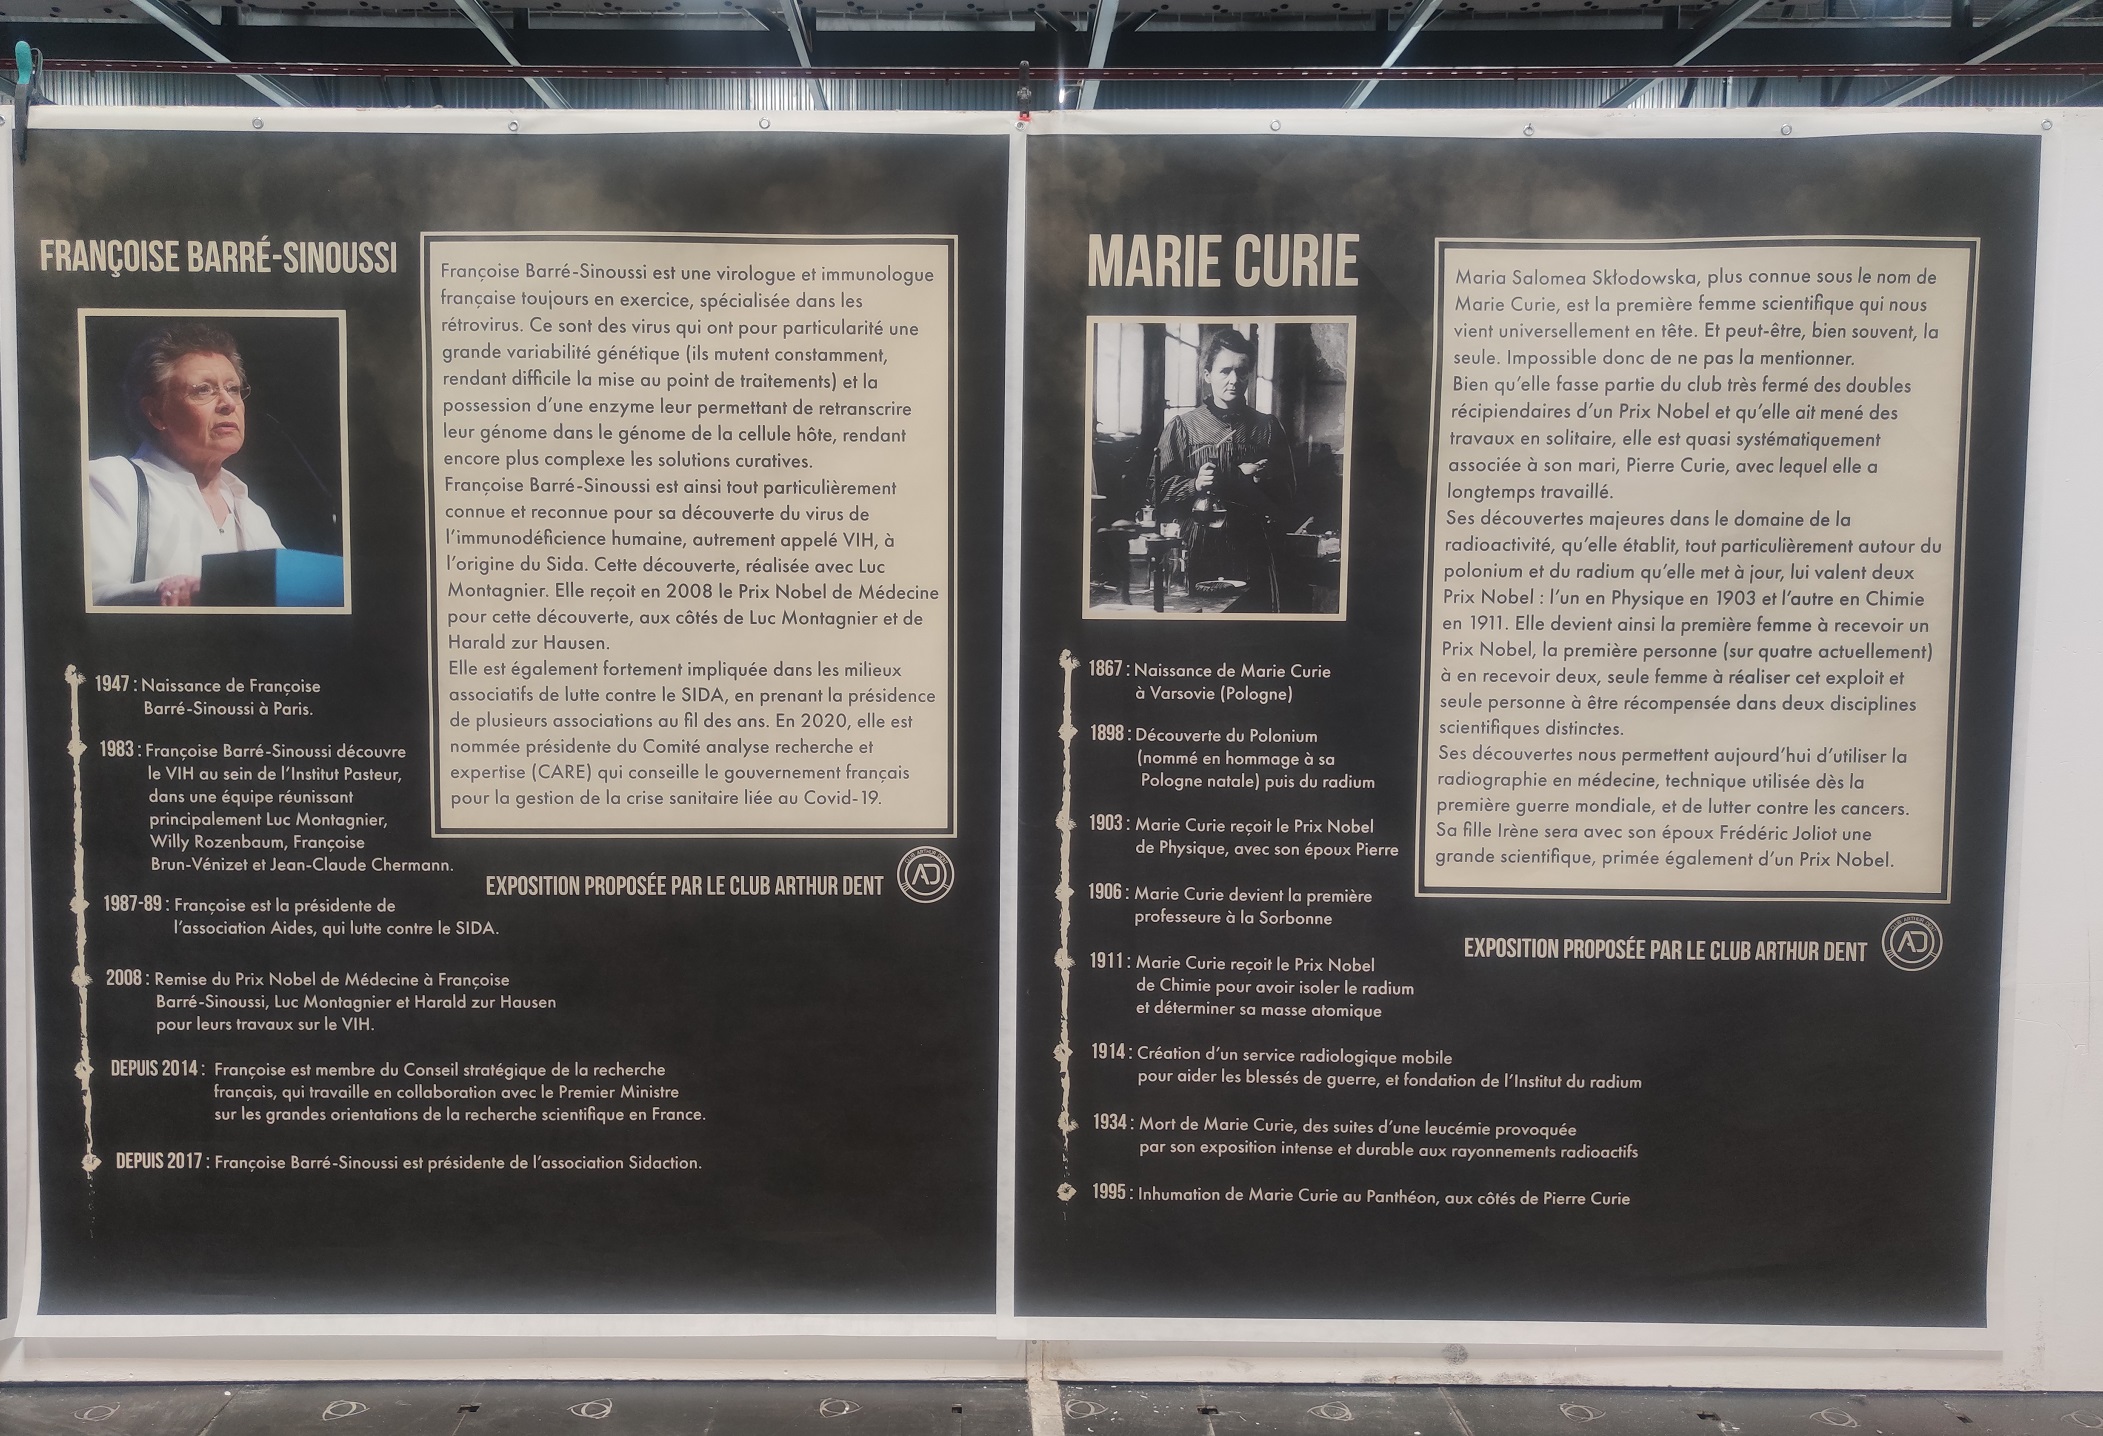 FRANÇOISE BARRÉ-SINOUSSI
Françoise Barré-Sinoussi est une virologue et immunologue
française toujours en exercice, spécialisée dans les
rétrovirus. Ce sont des virus qui ont pour particularité une
grande variabilité génétique (ils mutent constamment,
rendant difficile la mise au point de traitements) et la
possession d'une enzyme leur permettant de retranscrire
leur génome dans le génome de la cellule hôte, rendant
encore plus complexe les solutions curatives.
Françoise Barré-Sinoussi est ainsi tout particulièrement
connue et reconnue pour sa découverte du virus de
l'immunodéficience humaine, autrement appelé VIH, à
l'origine du Sida. Cette découverte, réalisée avec Luc
Montagnier. Elle reçoit en 2008 le Prix Nobel de Médecine
pour cette découverte, aux côtés de Luc Montagnier et de
Harald zur Hausen.
Elle est également fortement impliquée dans les milieux
associatifs de lutte contre le SIDA, en prenant la présidence
de plusieurs associations au fil des ans. En 2020, elle est
nommée présidente du Comité analyse recherche et
expertise (CARE) qui conseille le gouvernement français
pour la gestion de la crise sanitaire liée au Covid-19.
1947 : Naissance de Françoise
Barré-Sinoussi à Paris.
1983 : Françoise Barré-Sinoussi découvre
le VIH au sein de l'Institut Pasteur,
dans une équipe réunissant
principalement Luc Montagnier,
Willy Rozenbaum, Françoise
Brun-Vénizet et Jean-Claude Chermann.
1987-89 : Françoise est la présidente de
l'association Aides, qui lutte contre le SIDA.
2008 : Remise du Prix Nobel de Médecine à Françoise
Barré-Sinoussi, Luc Montagnier et Harald zur Hausen
pour leurs travaux sur le VIH.
DEPUIS 2014 : Françoise est membre du Conseil stratégique de la recherche
français, qui travaille en collaboration avec le Premier Ministre
sur les grandes orientations de la recherche scientifique en France.
DEPUIS 2017 : Françoise Barré-Sinoussi est présidente de l'association Sidaction.
EXPOSITION PROPOSÉE PAR LE CLUB ARTHUR DENT
CLUB ARTHUR DENT
AD
MARIE CURIE
Maria Salomea Skłodowska, plus connue sous le nom de
Marie Curie, est la première femme scientifique qui nous
vient universellement en tête. Et peut-être, bien souvent, la
seule. Impossible donc de ne pas la mentionner.
Bien qu'elle fasse partie du club très fermé des doubles
récipiendaires d'un Prix Nobel et qu'elle ait mené des
travaux en solitaire, elle est quasi systématiquement
associée à son mari, Pierre Curie, avec lequel elle a
longtemps travaillé.
Ses découvertes majeures dans le domaine de la
radioactivité, qu'elle établit, tout particulièrement autour du
polonium et du radium qu'elle met à jour, lui valent deux
Prix Nobel : l'un en Physique en 1903 et l'autre en Chimie
en 1911. Elle devient ainsi la première femme à recevoir un
Prix Nobel, la première personne (sur quatre actuellement)
à en recevoir deux, seule femme à réaliser cet exploit et
seule personne à être récompensée dans deux disciplines
scientifiques distinctes.
Ses découvertes nous permettent aujourd'hui d'utiliser la
radiographie en médecine, technique utilisée dès la
première guerre mondiale, et de lutter contre les cancers.
Sa fille Irène sera avec son époux Frédéric Joliot une
grande scientifique, primée également d'un Prix Nobel.
1867 : Naissance de Marie Curie
à Varsovie (Pologne)
1898 : Découverte du Polonium
(nommé en hommage à sa
Pologne natale) puis du radium
1903 : Marie Curie reçoit le Prix Nobel
de Physique, avec son époux Pierre
1906 : Marie Curie devient la première
professeure à la Sorbonne
1911 : Marie Curie reçoit le Prix Nobel
de Chimie pour avoir isoler le radium
et déterminer sa masse atomique
1914 : Création d'un service radiologique mobile
pour aider les blessés de guerre, et fondation de l'Institut du radium
1934 : Mort de Marie Curie, des suites d'une leucémie provoquée
par son exposition intense et durable aux rayonnements radioactifs
1995 : Inhumation de Marie Curie au Panthéon, aux côtés de Pierre Curie
EXPOSITION PROPOSÉE PAR LE CLUB ARTHUR DENT
CLUB ARTHUR DENT
AD